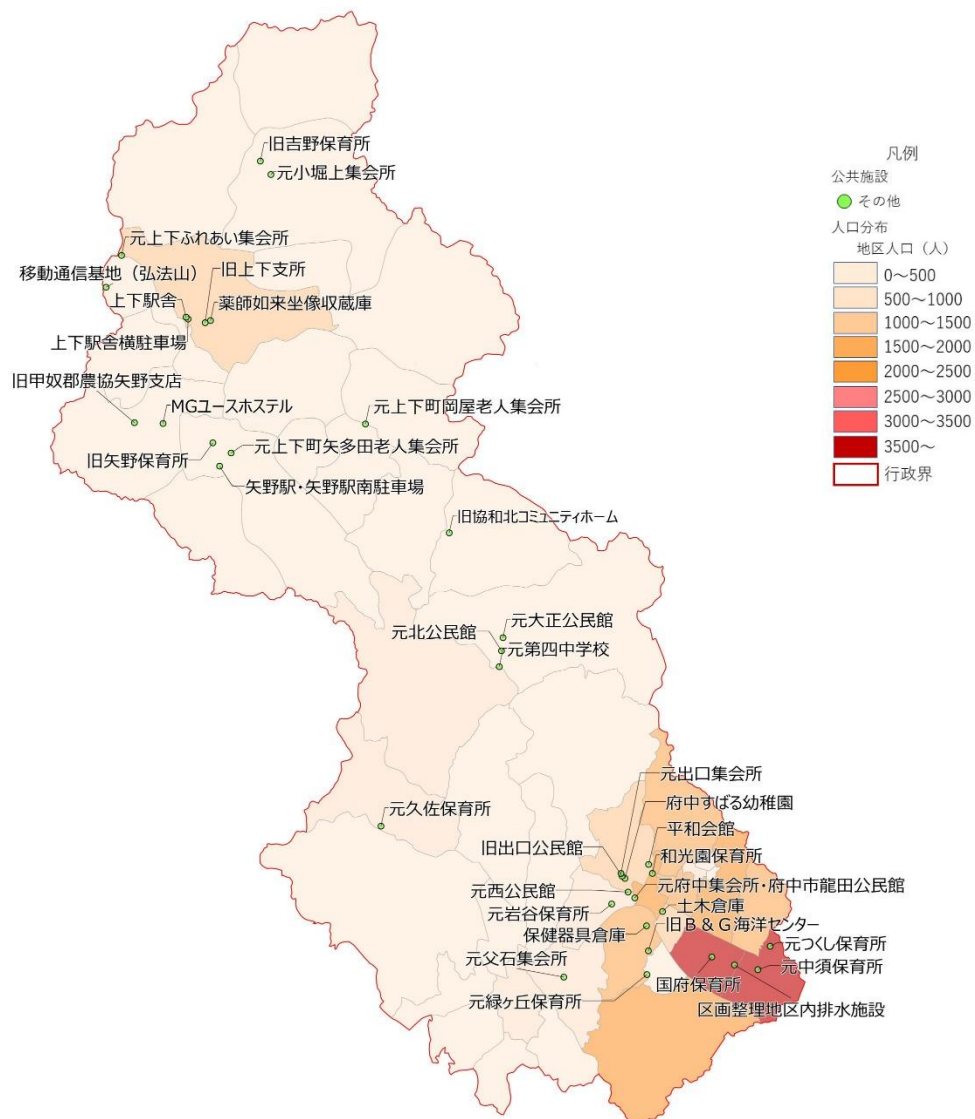 旧吉野保育所
元小堀上集会所
元上下ふれあい集会所
移動通信基地（弘法山）
旧上下支所
上下駅舎
薬師如来坐像収蔵庫
上下駅舎横駐車場
旧甲奴郡農協矢野支店
MGユースホステル
元上下町岡屋老人集会所
旧矢野保育所
元上下町矢多田老人集会所
矢野駅・矢野駅南駐車場
旧協和北コミュニティホーム
元大正公民館
元北公民館
元第四中学校
元出口集会所
府中すばる幼稚園
元久佐保育所
旧出口公民館
平和会館
和光園保育所
元西公民館
元府中集会所・府中市龍田公民館
元岩谷保育所
土木倉庫
保健器具倉庫
旧Ｂ＆Ｇ海洋センター
元つくし保育所
元父石集会所
元中須保育所
国府保育所
元緑ヶ丘保育所
区画整理地区内排水施設
凡例
公共施設
その他
人口分布
地区人口（人）
0～500
500～1000
1000～1500
1500～2000
2000～2500
2500～3000
3000～3500
3500～
行政界